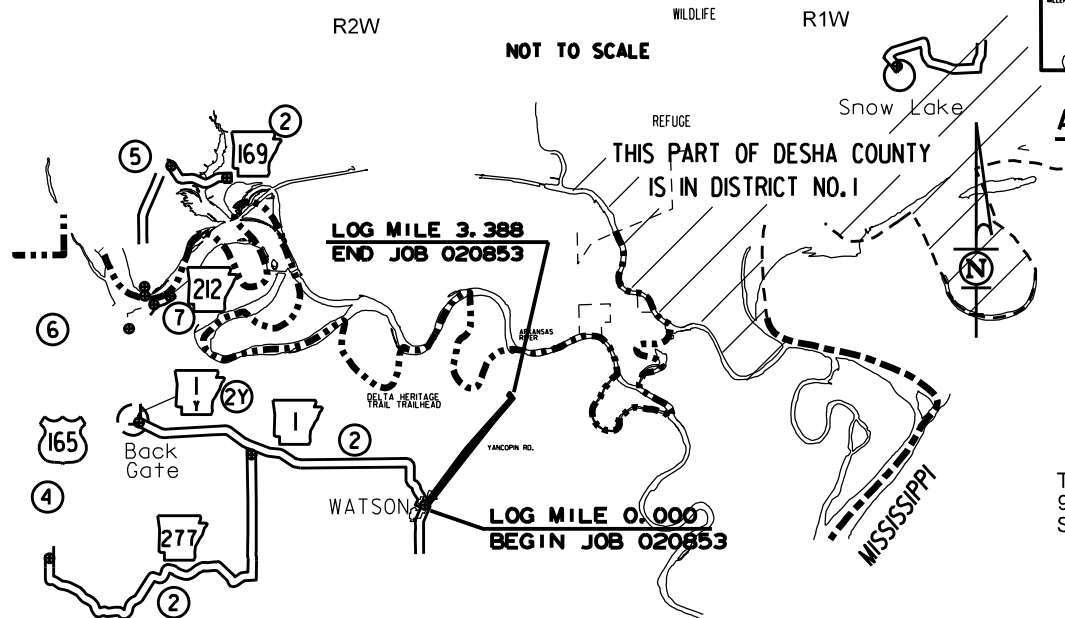 R2W
WILDLIFE
R1W
NOT TO SCALE
Snow Lake
REFUGE
THIS PART OF DESHA COUNTY
IS IN DISTRICT NO.1
2
169
5
LOG MILE 3.388
END JOB 020853
N
212
7
6
ARKANSAS
RIVER
DELTA HERITAGE
TRAIL TRAILHEAD
1
Y
2Y
1
165
Back
Gate
2
YANCOPIN RD.
4
WATSON
LOG MILE 0.000
BEGIN JOB 020853
MISSISSIPPI
277
2